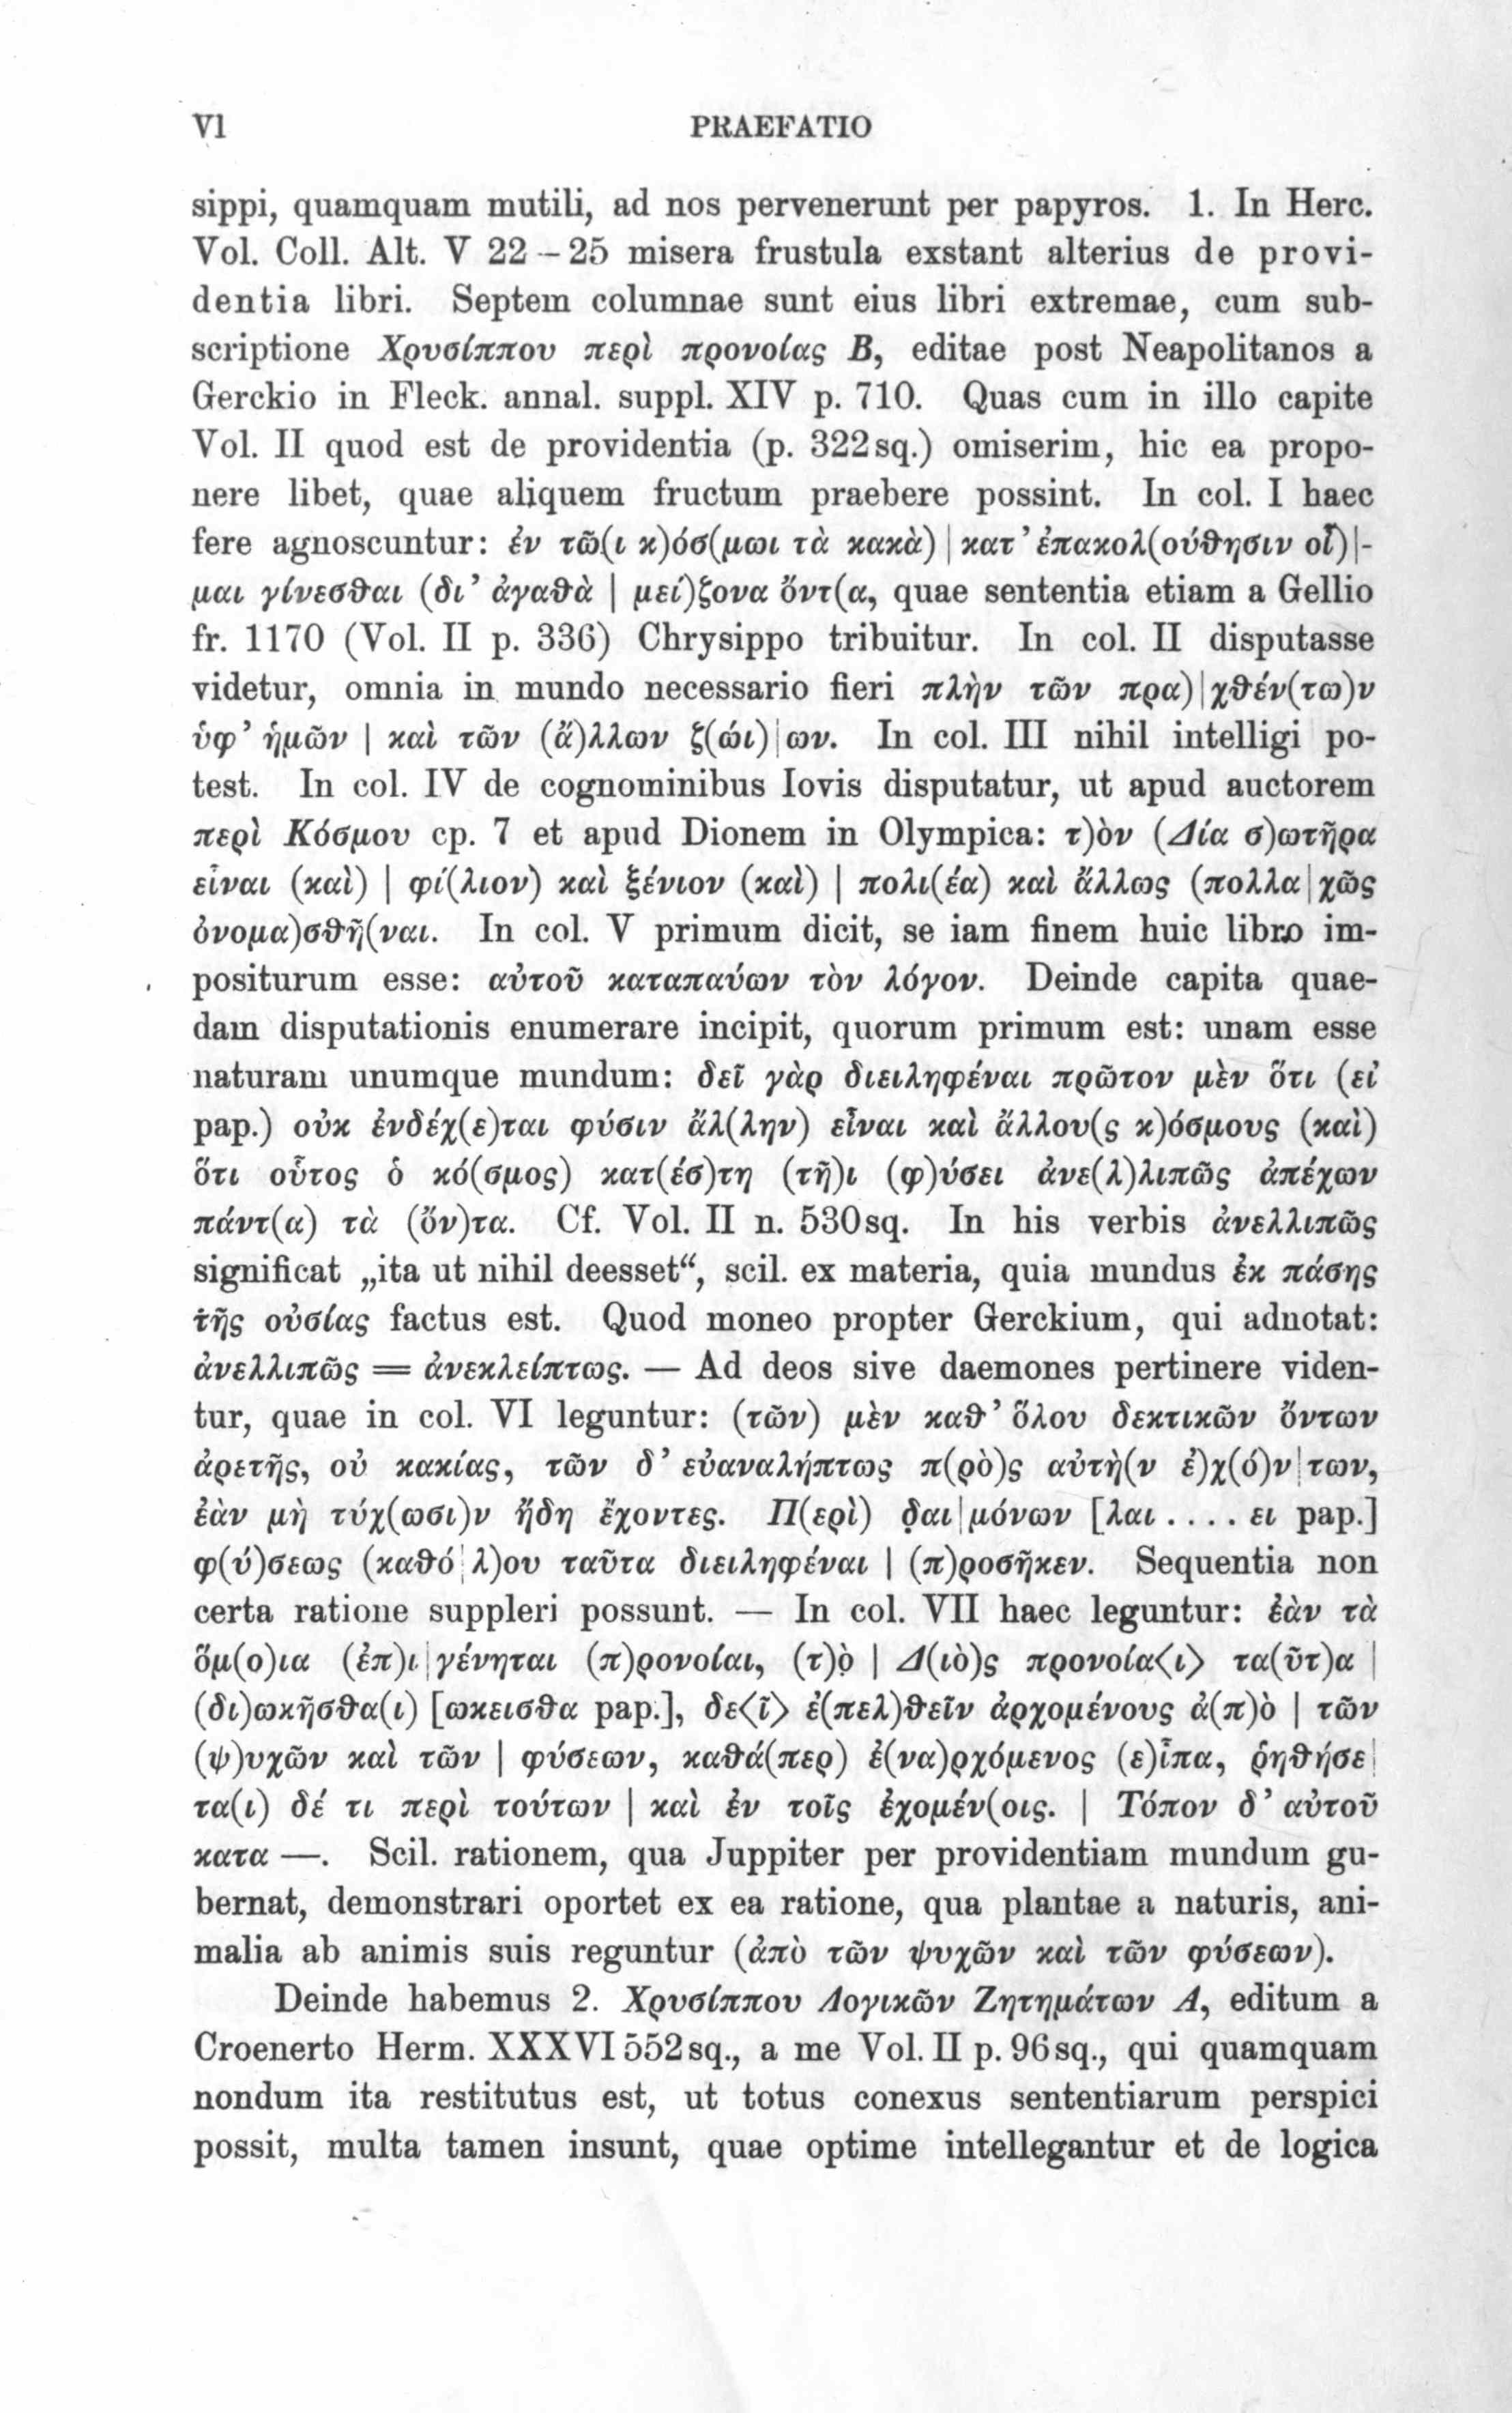 VI PRAEFATIO
sippi, quamquam mutili, ad nos pervenerunt per papyros. 1. In Herc.
Vol. Coll. Alt. V 22–25 misera frustula exstant alterius de provi-
dentia libri. Septem columnae sunt eius libri extremae, cum sub-
scriptione Χρυσίππου περὶ προνοίας Β, editae post Neapolitanos a
Gerckio in Fleck. annal. suppl. XIV p. 710. Quas cum in illo capite
Vol. II quod est de providentia (p. 322 sq.) omiserim, hic ea propo-
nere libet, quae aliquem fructum praebere possint. In col. I haec
fere agnoscuntur: ἐν τῶ(ι κ)όσ(μωι τὰ κακὰ) | κατ’ ἐπακολ(ούθησιν οἶ)|-
μαι γίνεσθαι (δι’ ἀγαθὰ | μεί)ζονα ὄντ(α, quae sententia etiam a Gellio
fr. 1170 (Vol. II p. 336) Chrysippo tribuitur. In col. II disputasse
videtur, omnia in mundo necessario fieri πλὴν τῶν πρα)|χθέν(τω)ν
ὑφ’ ἡμῶν | καὶ τῶν (ἄ)λλων ζ(ώι)|ων. In col. III nihil intelligi po-
test. In col. IV de cognominibus Iovis disputatur, ut apud auctorem
περὶ Κόσμου cp. 7 et apud Dionem in Olympica: τ)ὸν (Δία σ)ωτῆρα
εἶναι (καὶ) | φί(λιον) καὶ ξένιον (καὶ) | πολι(έα) καὶ ἄλλως (πολλα|χῶς
ὀνομα)σθῆ(ναι. In col. V primum dicit, se iam finem huic libro im-
positurum esse: αὐτοῦ καταπαύων τὸν λόγον. Deinde capita quae-
dam disputationis enumerare incipit, quorum primum est: unam esse
naturam unumque mundum: δεῖ γὰρ διειληφέναι πρῶτον μὲν ὅτι (εἰ
pap.) οὐκ ἐνδέχ(ε)ται φύσιν ἄλ(λην) εἶναι καὶ ἄλλου(ς κ)όσμους (καὶ)
ὅτι οὗτος ὁ κό(σμος) κατ(έσ)τη (τῆ)ι (φ)ύσει ἀνε(λ)λιπῶς ἀπέχων
πάντ(α) τὰ (ὄν)τα. Cf. Vol. II n. 530 sq. In his verbis ἀνελλιπῶς
significat „ita ut nihil deesset“, scil. ex materia, quia mundus ἐκ πάσης
τῆς οὐσίας factus est. Quod moneo propter Gerckium, qui adnotat:
ἀνελλιπῶς = ἀνεκλείπτως. — Ad deos sive daemones pertinere viden-
tur, quae in col. VI leguntur: (τῶν) μὲν καθ’ ὅλου δεκτικῶν ὄντων
ἀρετῆς, οὐ κακίας, τῶν δ’ εὐαναλήπτως π(ρὸ)ς αὐτὴ(ν ἐ)χ(ό)ν|των,
ἐὰν μὴ τύχ(ωσι)ν ἤδη ἔχοντες. Π(ερὶ) δ̣αι|μόνων [λαι .... ει pap.]
φ(ύ)σεως (καθό|λ)ου ταῦτα διειληφέναι | (π)ροσῆκεν. Sequentia non
certa ratione suppleri possunt. — In col. VII haec leguntur: ἐὰν τὰ
ὅμ(ο)ια (ἐπ)ι|γένηται (π)ρονοίαι, (τ)ὸ̣ | Δ(ιὸ)ς προνοία⟨ι⟩ τα(ῦτ)α |
(δι)ωκῆσθα(ι) [ωκεισθα pap.], δε⟨ῖ⟩ ἐ(πελ)θεῖν ἀρχομένους ἀ(π)ὸ | τῶν
(ψ)υχῶν καὶ τῶν | φύσεων, καθά(περ) ἐ(να)ρχόμενος (ε)ἶπα, ῥηθήσε|
τα(ι) δέ τι περὶ τούτων | καὶ ἐν τοῖς ἐχομέν(οις. | Τόπον δ’ αὐτοῦ
κατα —. Scil. rationem, qua Juppiter per providentiam mundum gu-
bernat, demonstrari oportet ex ea ratione, qua plantae a naturis, ani-
malia ab animis suis reguntur (ἀπὸ τῶν ψυχῶν καὶ τῶν φύσεων).
Deinde habemus 2. Χρυσίππου Λογικῶν Ζητημάτων Α, editum a
Croenerto Herm. XXXVI 552 sq., a me Vol. II p. 96 sq., qui quamquam
nondum ita restitutus est, ut totus conexus sententiarum perspici
possit, multa tamen insunt, quae optime intellegantur et de logica